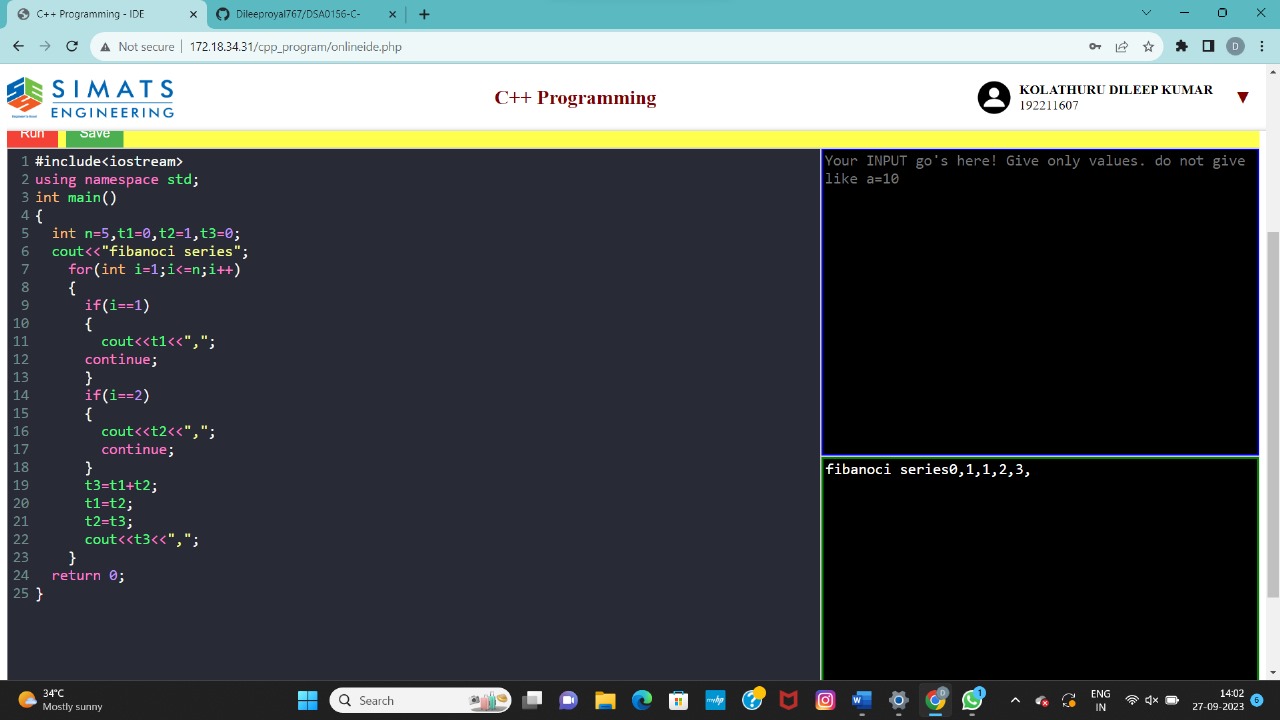 C++ Programming - IDE
Dileeproyal767/DSA0156-C-
Not secure
172.18.34.31/cpp_program/onlineide.php
D
SIMATS
ENGINEERING
C++ Programming
KOLATHURU DILEEP KUMAR
192211607
Run
Save
1 #include<iostream>
2 using namespace std;
3 int main()
4 {
5 int n=5,t1=0,t2=1,t3=0;
6 cout<<"fibanoci series";
7 for(int i=1;i<=n;i++)
8 {
9 if(i==1)
10 {
11 cout<<t1<<",";
12 continue;
13 }
14 if(i==2)
15 {
16 cout<<t2<<",";
17 continue;
18 }
19 t3=t1+t2;
20 t1=t2;
21 t2=t3;
22 cout<<t3<<",";
23 }
24 return 0;
25 }
Your INPUT go's here! Give only values. do not give
like a=10
fibanoci series0,1,1,2,3,
34°C
Mostly sunny
Search
myhp
D
1
ENG
IN
14:02
27-09-2023
6